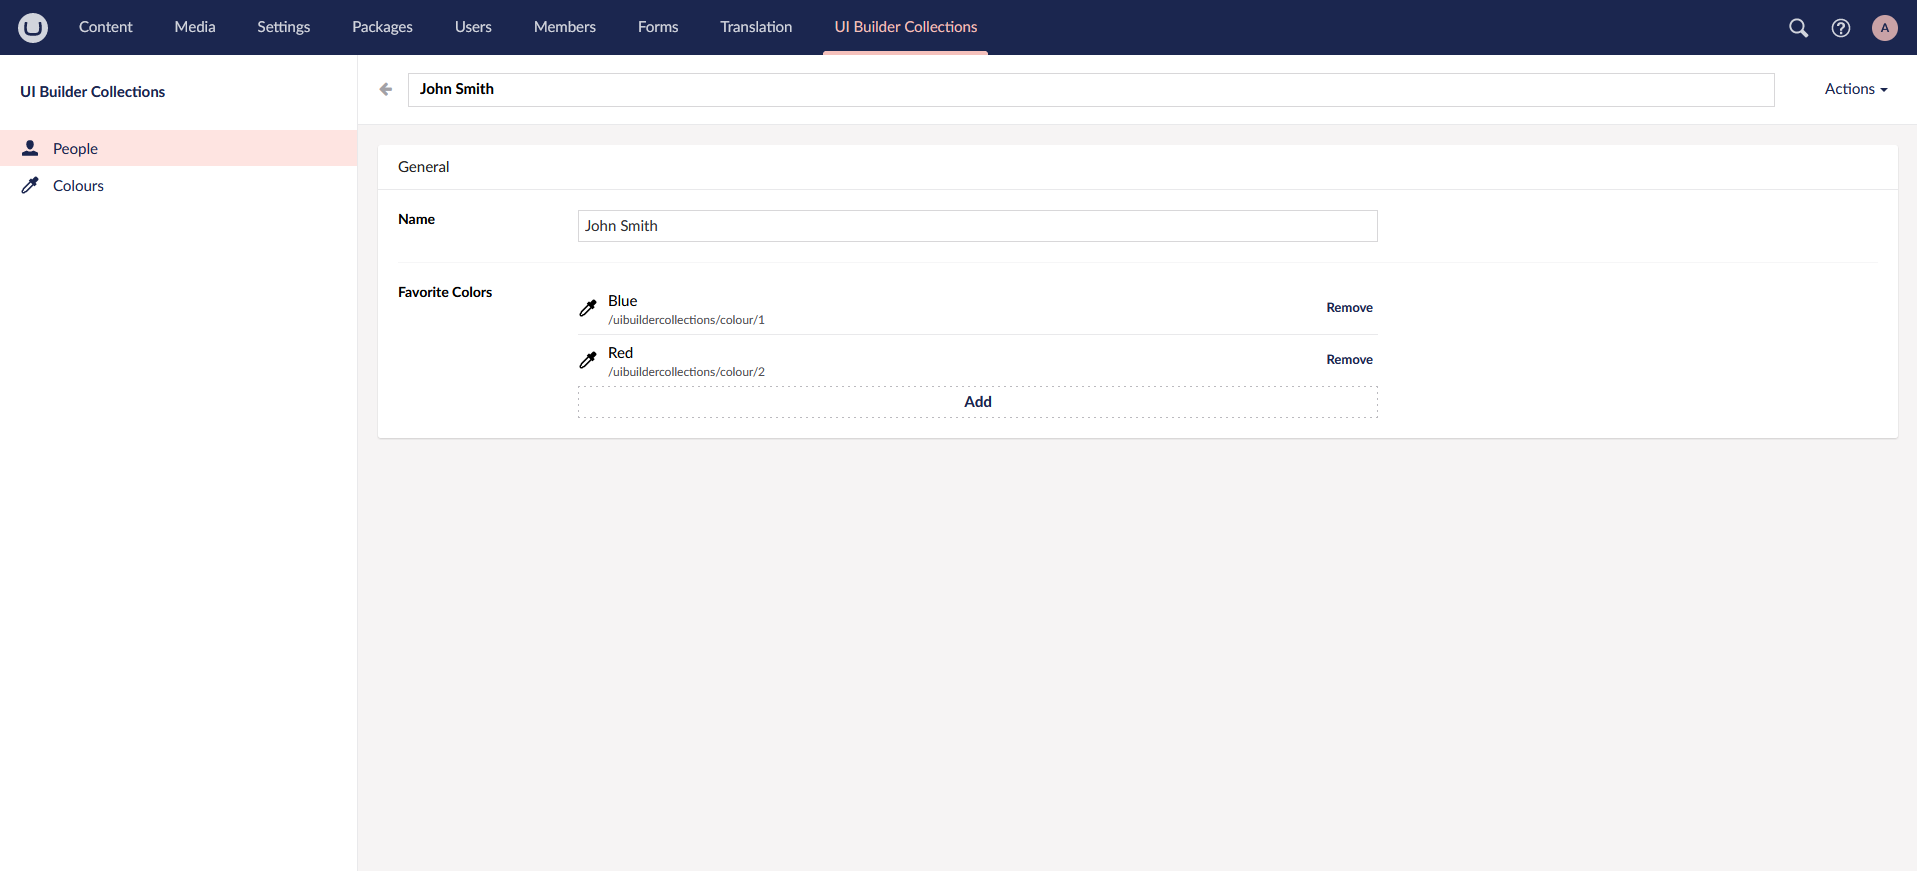 Content Media Settings Packages Users Members Forms Translation UI Builder Collections A
UI Builder Collections
People
Colours
John Smith Actions
General
Name John Smith
Favorite Colors
Blue
/uibuildercollections/colour/1
Remove
Red
/uibuildercollections/colour/2
Remove
Add